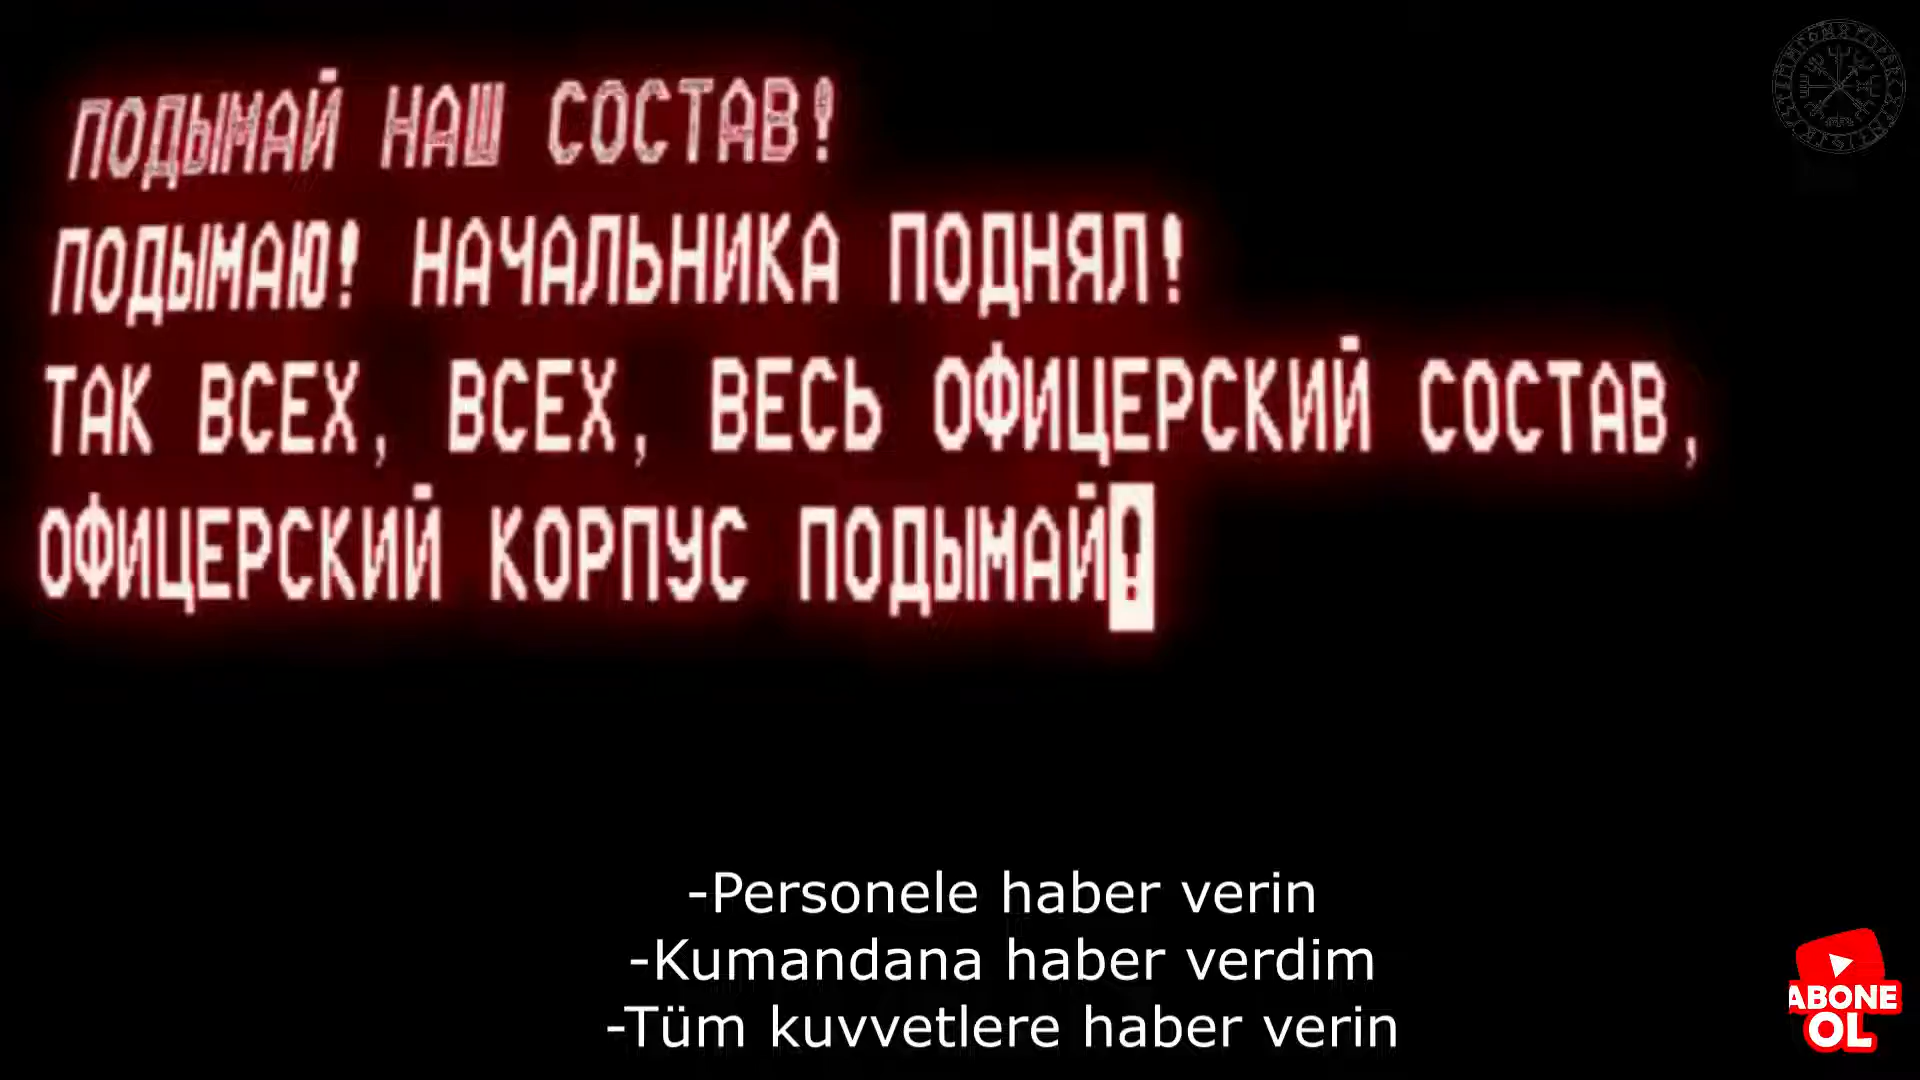 ПОДЫМАЙ НАШ СОСТАВ!
ПОДЫМАЮ! НАЧАЛЬНИКА ПОДНЯЛ!
ТАК ВСЕХ, ВСЕХ, ВЕСЬ ОФИЦЕРСКИЙ СОСТАВ,
ОФИЦЕРСКИЙ КОРПУС ПОДЫМАЙ!
-Personele haber verin
-Kumandana haber verdim
-Tüm kuvvetlere haber verin
ABONE
OL